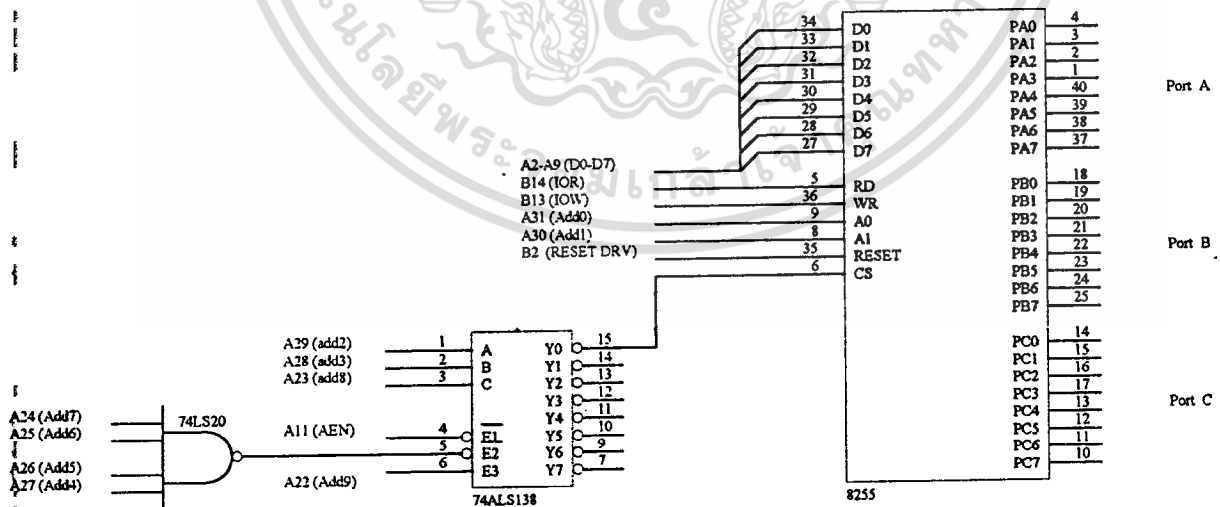 34 D0 PA0 4
33 D1 PA1 3
32 D2 PA2 2
31 D3 PA3 1
30 D4 PA4 40
29 D5 PA5 39
28 D6 PA6 38
27 D7 PA7 37
Port A
A2-A9 (D0-D7)
B14 (IOR) 5 RD
B13 (IOW) 36 WR
A31 (Add0) 9 A0
A30 (Add1) 8 A1
B2 (RESET DRV) 35 RESET
6 CS
PB0 18
PB1 19
PB2 20
PB3 21
PB4 22
PB5 23
PB6 24
PB7 25
Port B
PC0 14
PC1 15
PC2 16
PC3 17
PC4 13
PC5 12
PC6 11
PC7 10
Port C
8255
A29 (add2) 1 A Y0 15
A28 (add3) 2 B Y1 14
A23 (add8) 3 C Y2 13
Y3 12
Y4 11
A11 (AEN) 4 E1 Y5 10
5 E2 Y6 9
A22 (Add9) 6 E3 Y7 7
74ALS138
A24 (Add7)
A25 (Add6)
74LS20
A26 (Add5)
A27 (Add4)